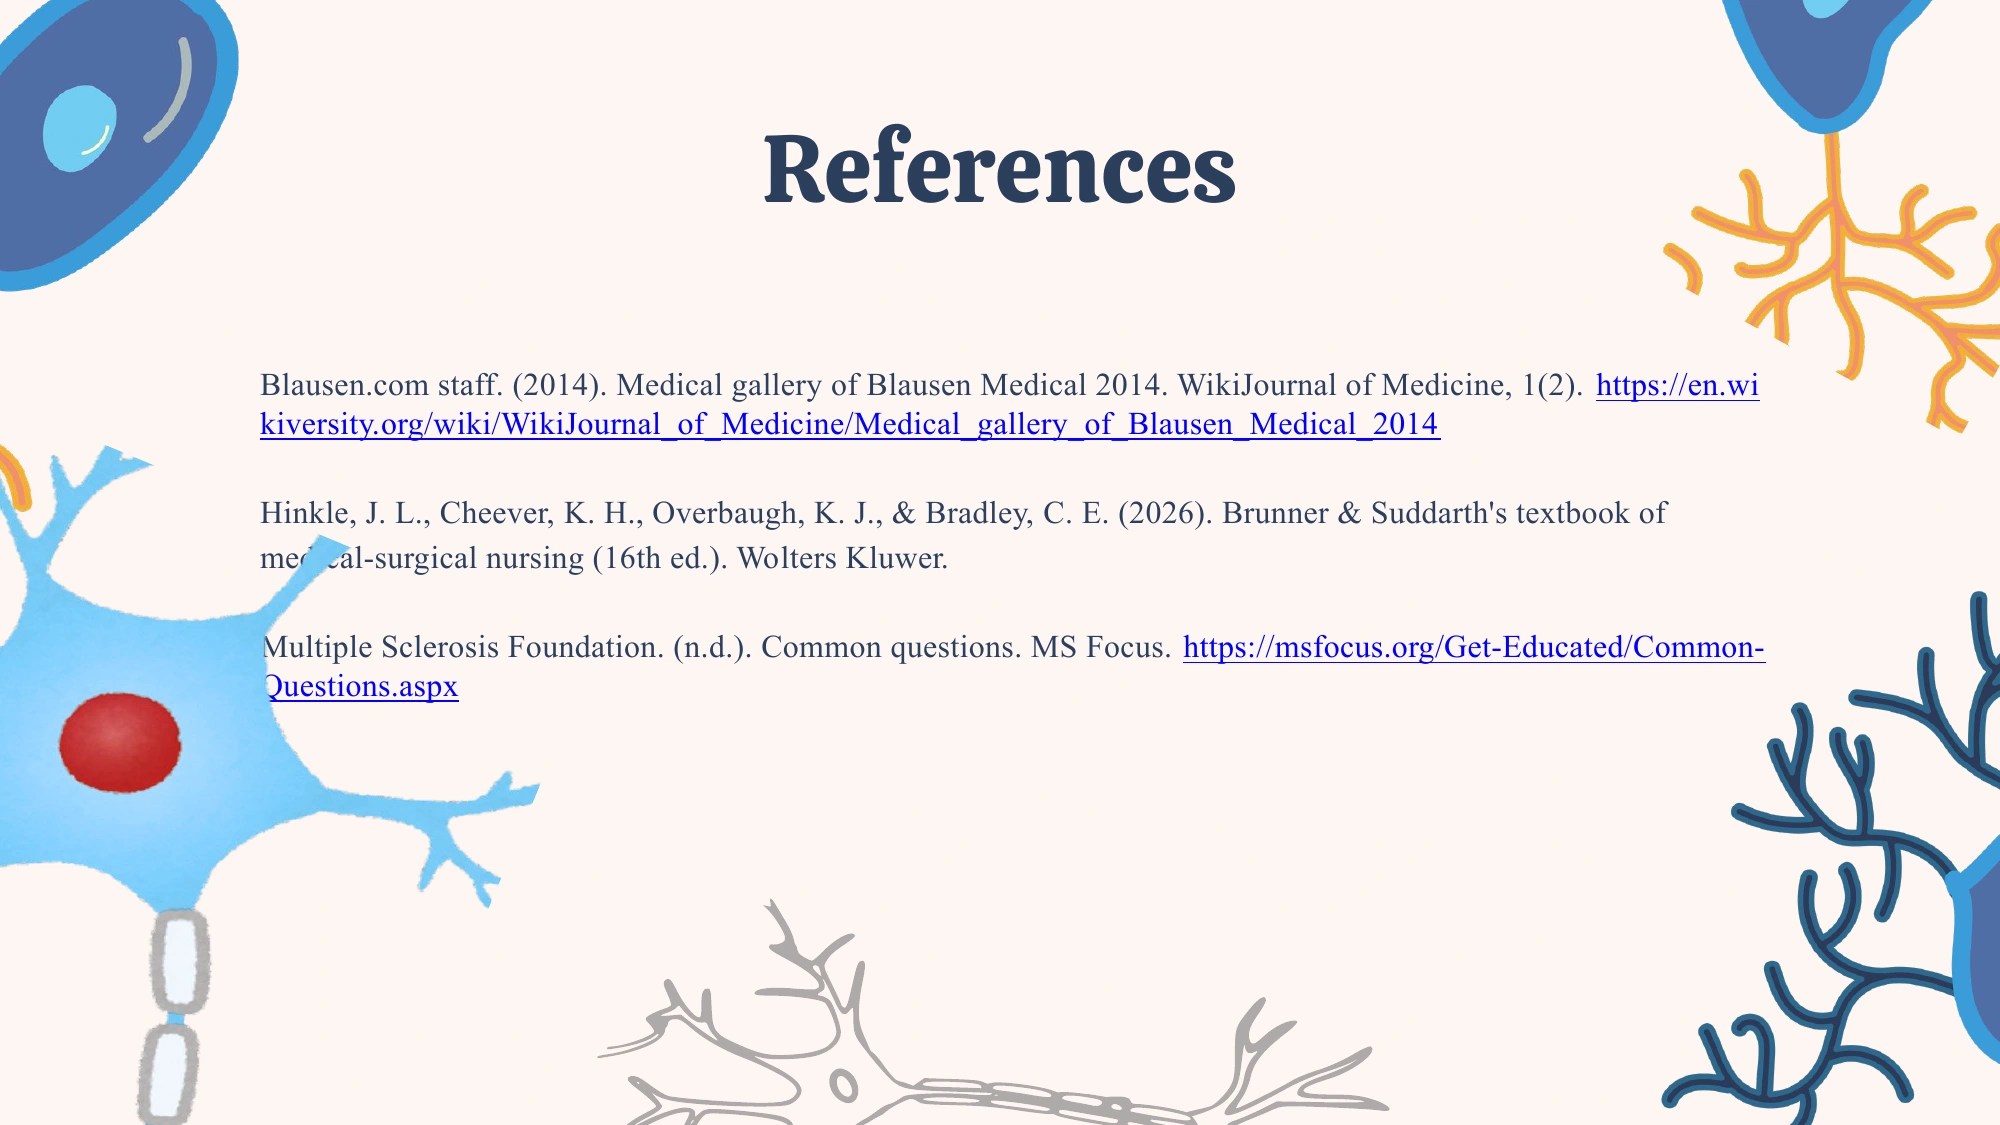 References
Blausen.com staff. (2014). Medical gallery of Blausen Medical 2014. WikiJournal of Medicine, 1(2). https://en.wi
kiversity.org/wiki/WikiJournal_of_Medicine/Medical_gallery_of_Blausen_Medical_2014
Hinkle, J. L., Cheever, K. H., Overbaugh, K. J., & Bradley, C. E. (2026). Brunner & Suddarth's textbook of
medical-surgical nursing (16th ed.). Wolters Kluwer.
Multiple Sclerosis Foundation. (n.d.). Common questions. MS Focus. https://msfocus.org/Get-Educated/Common-
Questions.aspx